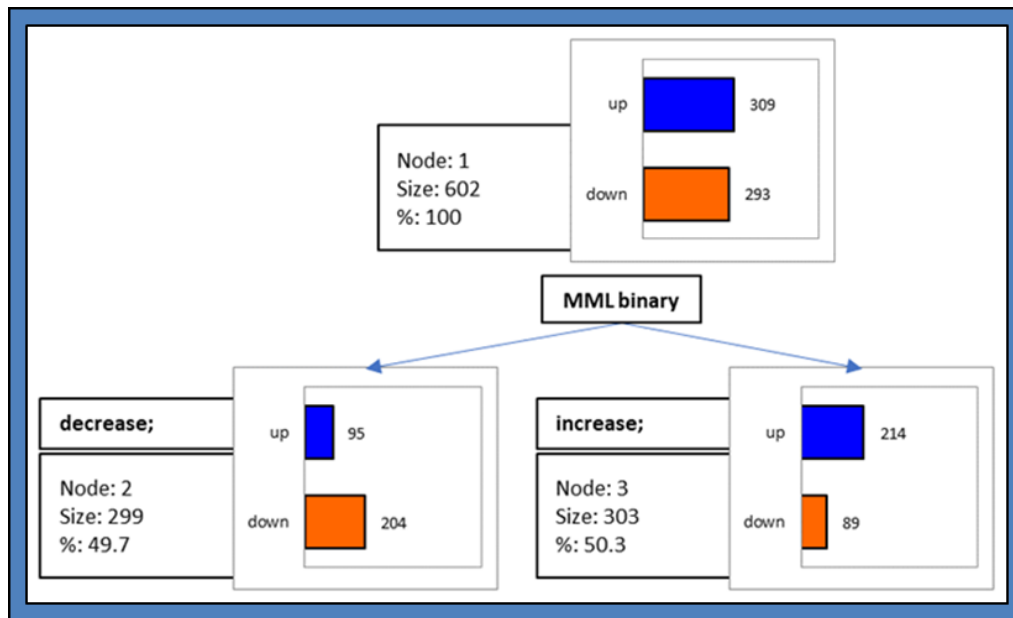 up 309
Node: 1
Size: 602
%: 100
down 293
MML binary
decrease;
up 95
Node: 2
Size: 299
%: 49.7
down 204
increase;
up 214
Node: 3
Size: 303
%: 50.3
down 89